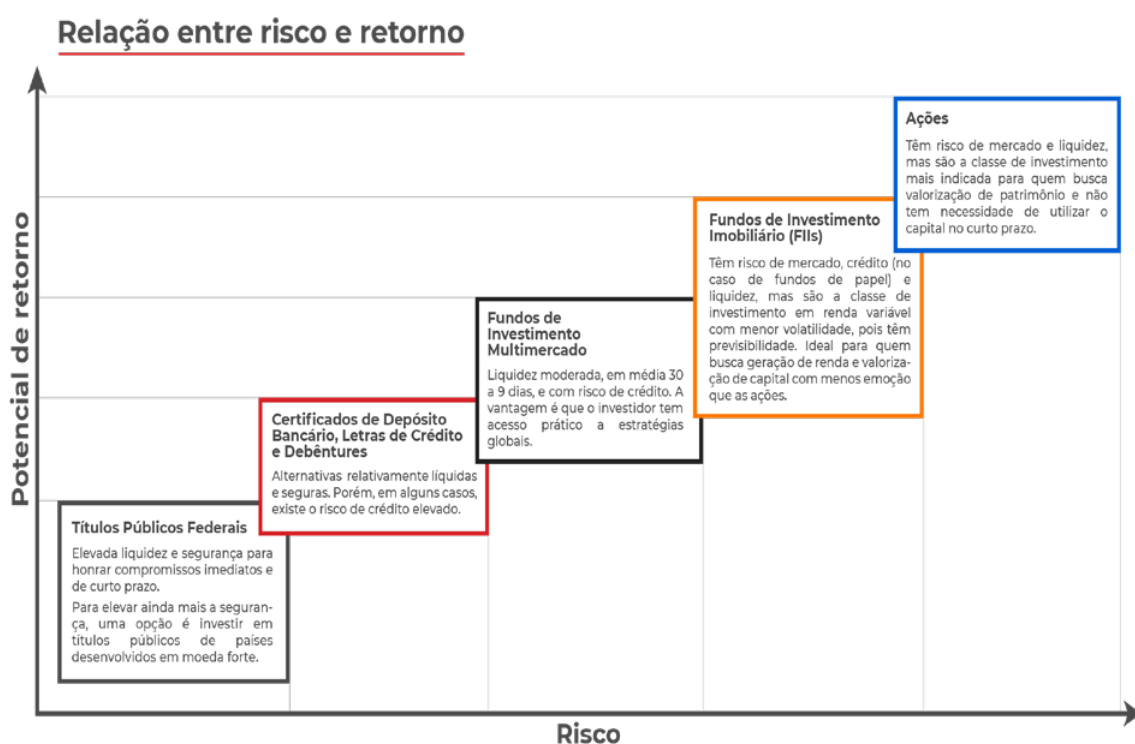 Relação entre risco e retorno
Potencial de retorno
Ações
Têm risco de mercado e liquidez,
mas são a classe de investimento
mais indicada para quem busca
valorização de patrimônio e não
tem necessidade de utilizar o
capital no curto prazo.
Fundos de Investimento
Imobiliário (FIIs)
Têm risco de mercado, crédito (no
caso de fundos de papel) e
liquidez, mas são a classe de
investimento em renda variável
com menor volatilidade, pois têm
previsibilidade. Ideal para quem
busca geração de renda e valoriza-
ção de capital com menos emoção
que as ações.
Fundos de
Investimento
Multimercado
Liquidez moderada, em média 30
a 9 dias, e com risco de crédito. A
vantagem é que o investidor tem
acesso prático a estratégias
globais.
Certificados de Depósito
Bancário, Letras de Crédito
e Debêntures
Alternativas relativamente líquidas
e seguras. Porém, em alguns casos,
existe o risco de crédito elevado.
Títulos Públicos Federais
Elevada liquidez e segurança para
honrar compromissos imediatos e
de curto prazo.
Para elevar ainda mais a seguran-
ça, uma opção é investir em
títulos públicos de países
desenvolvidos em moeda forte.
Risco